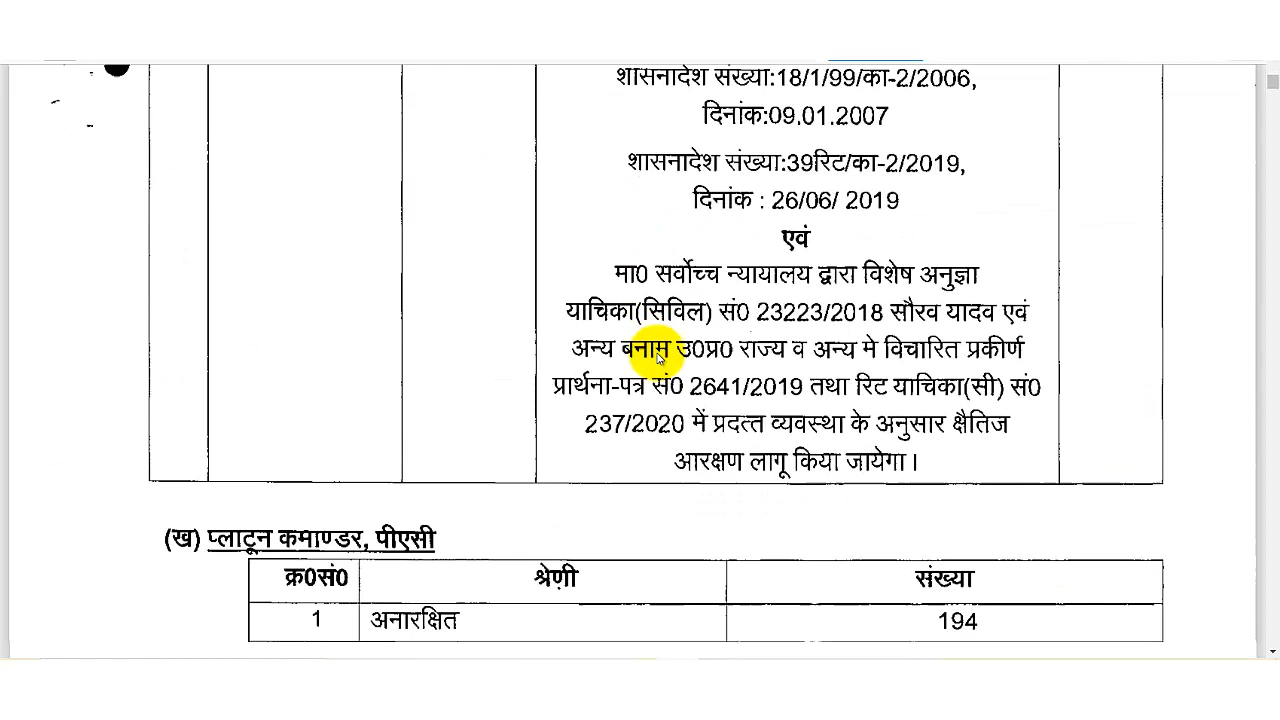 शासनादेश संख्या:18/1/99/का-2/2006,
दिनांक:09.01.2007
शासनादेश संख्या:39रिट/का-2/2019,
दिनांक : 26/06/ 2019
एवं
मा0 सर्वोच्च न्यायालय द्वारा विशेष अनुज्ञा
याचिका(सिविल) सं0 23223/2018 सौरव यादव एवं
अन्य बनाम उ0प्र0 राज्य व अन्य मे विचारित प्रकीर्ण
प्रार्थना-पत्र सं0 2641/2019 तथा रिट याचिका(सी) सं0
237/2020 में प्रदत्त व्यवस्था के अनुसार क्षैतिज
आरक्षण लागू किया जायेगा।
(ख) प्लाटून कमाण्डर, पीएसी
क्र0सं0 श्रेणी संख्या
1 अनारक्षित 194